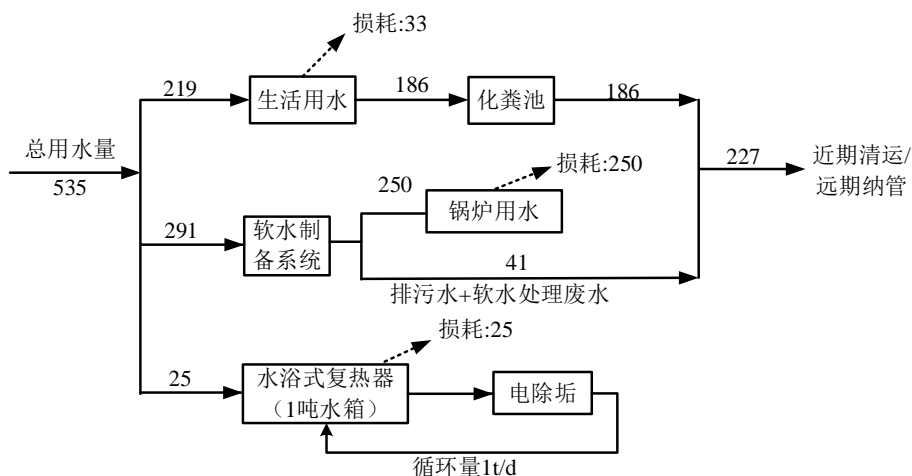 损耗:33
219
生活用水
186
化粪池
186
总用水量
535
227
近期清运/
远期纳管
损耗:250
250
锅炉用水
291
软水制
备系统
41
排污水+软水处理废水
损耗:25
25
水浴式复热器
（1吨水箱）
电除垢
循环量1t/d